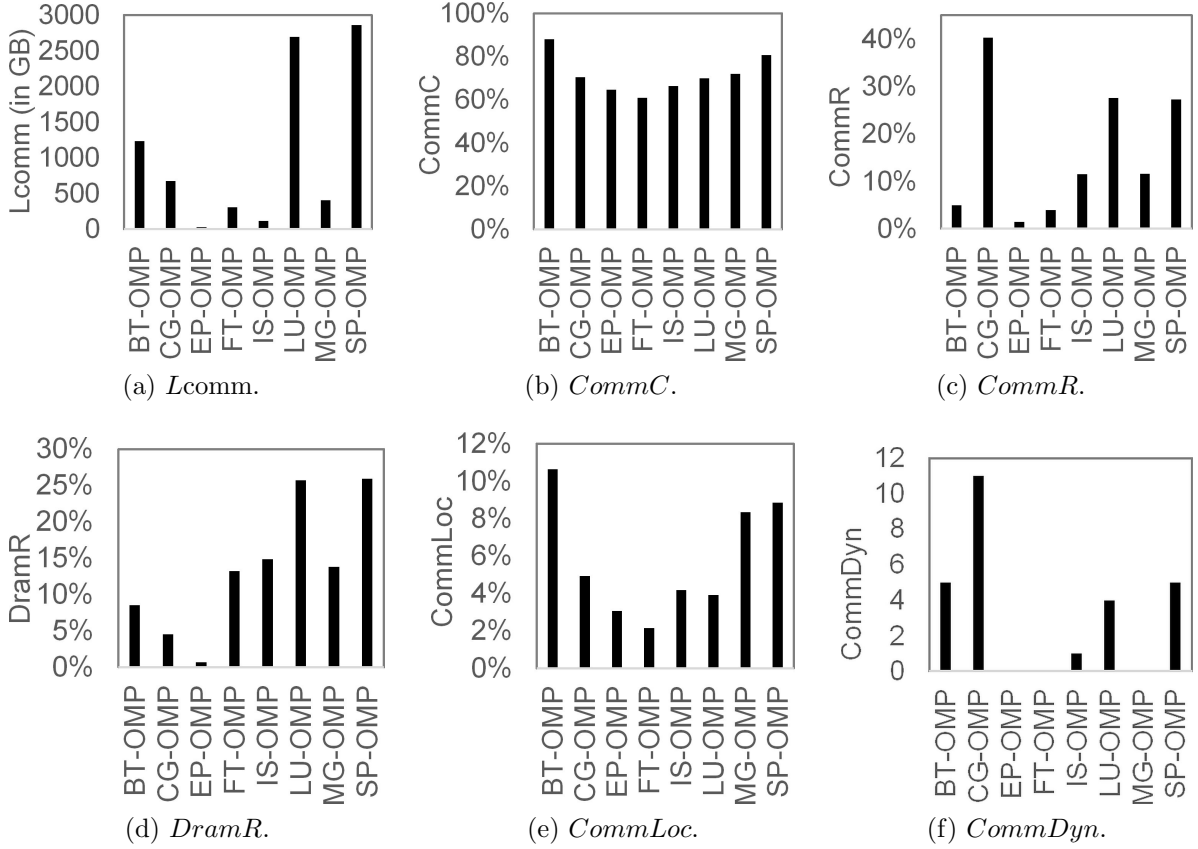 Lcomm (in GB)
3000
2500
2000
1500
1000
500
0
BT-OMP
CG-OMP
EP-OMP
FT-OMP
IS-OMP
LU-OMP
MG-OMP
SP-OMP
(a) Lcomm.
CommC
100%
80%
60%
40%
20%
0%
BT-OMP
CG-OMP
EP-OMP
FT-OMP
IS-OMP
LU-OMP
MG-OMP
SP-OMP
(b) CommC.
CommR
40%
30%
20%
10%
0%
BT-OMP
CG-OMP
EP-OMP
FT-OMP
IS-OMP
LU-OMP
MG-OMP
SP-OMP
(c) CommR.
DramR
30%
25%
20%
15%
10%
5%
0%
BT-OMP
CG-OMP
EP-OMP
FT-OMP
IS-OMP
LU-OMP
MG-OMP
SP-OMP
(d) DramR.
CommLoc
12%
10%
8%
6%
4%
2%
0%
BT-OMP
CG-OMP
EP-OMP
FT-OMP
IS-OMP
LU-OMP
MG-OMP
SP-OMP
(e) CommLoc.
CommDyn
12
10
8
6
4
2
0
BT-OMP
CG-OMP
EP-OMP
FT-OMP
IS-OMP
LU-OMP
MG-OMP
SP-OMP
(f) CommDyn.